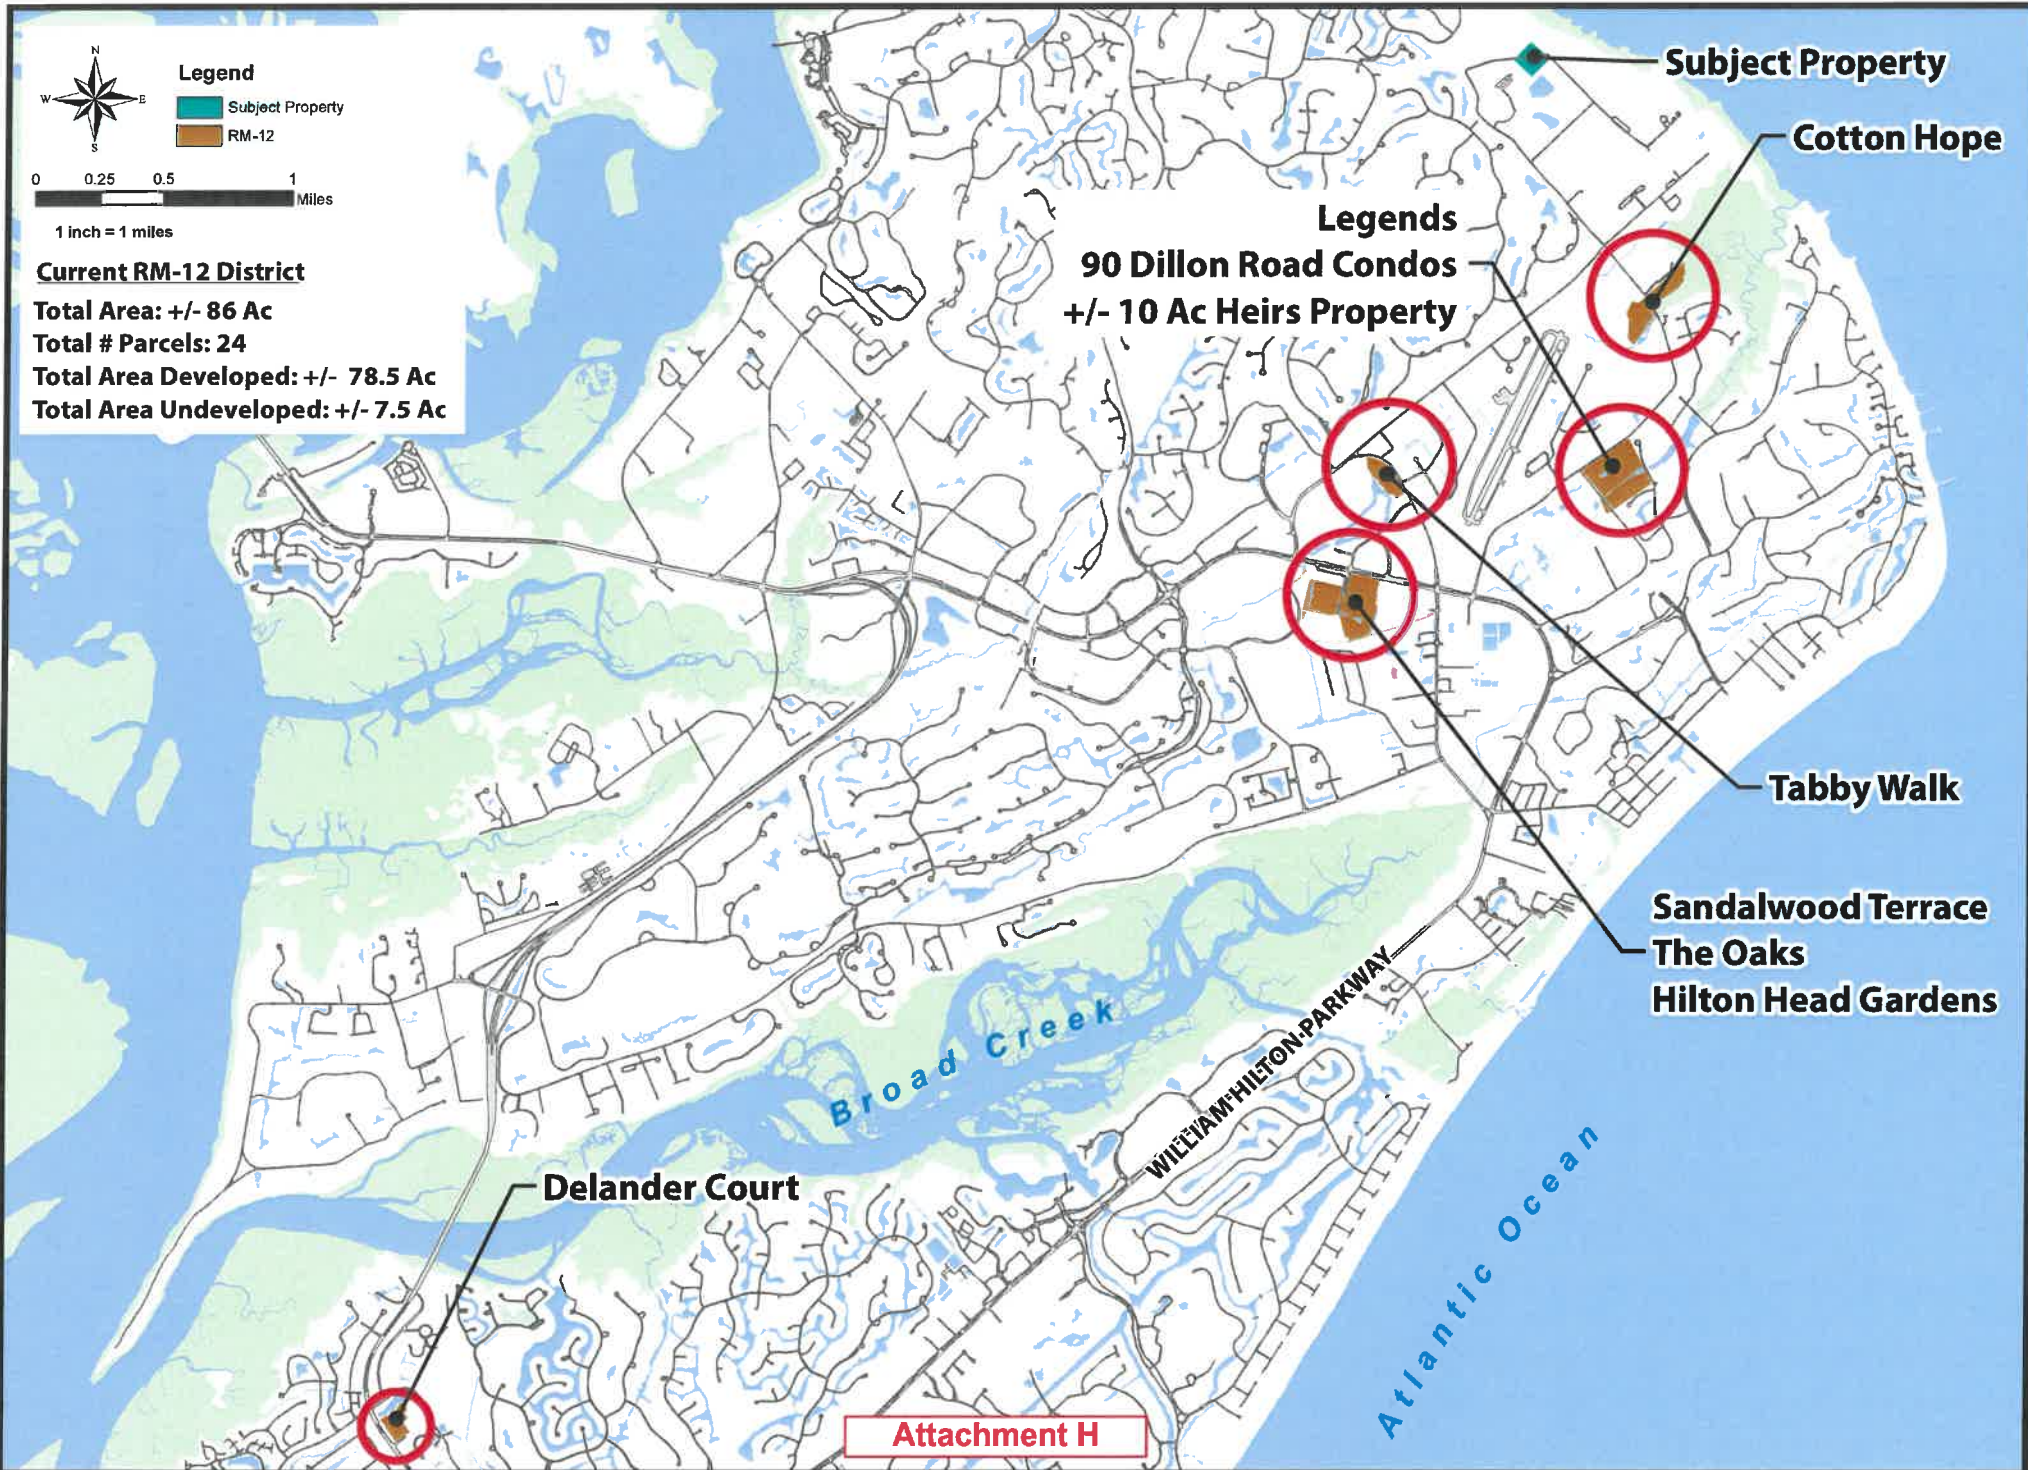 N
W
E
S
Legend
Subject Property
RM-12
0 0.25 0.5 1
Miles
1 inch = 1 miles
Current RM-12 District
Total Area: +/- 86 Ac
Total # Parcels: 24
Total Area Developed: +/- 78.5 Ac
Total Area Undeveloped: +/- 7.5 Ac
Subject Property
Cotton Hope
Legends
90 Dillon Road Condos
+/- 10 Ac Heirs Property
Tabby Walk
Sandalwood Terrace
The Oaks
Hilton Head Gardens
WILLIAM HILTON PARKWAY
Broad Creek
Atlantic Ocean
Delander Court
Attachment H